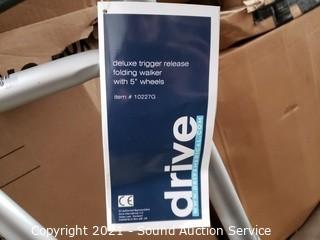 deluxe trigger release
folding walker
with 5" wheels
item # 10227G
drive
CE
Copyright 2021 - Sound Auction Service